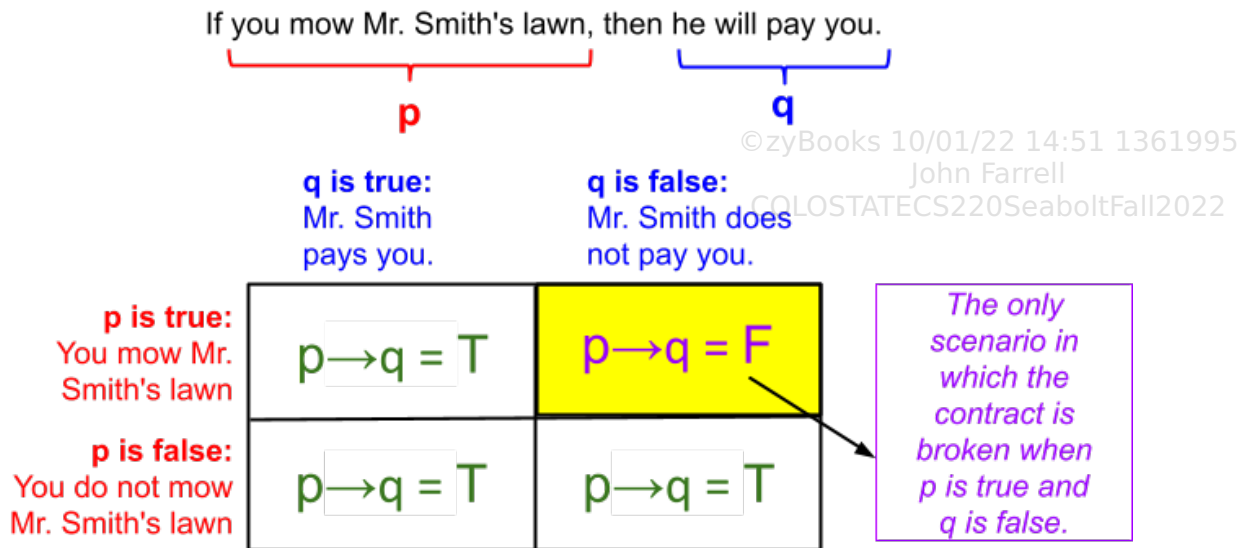 If you mow Mr. Smith's lawn, then he will pay you.
p
q
©zyBooks 10/01/22 14:51 1361995
John Farrell
COLOSTATECS220SeaboltFall2022
q is true:
Mr. Smith
pays you.
q is false:
Mr. Smith does
not pay you.
p is true:
You mow Mr.
Smith's lawn
p→q = T
p→q = F
The only
scenario in
which the
contract is
broken when
p is true and
q is false.
p is false:
You do not mow
Mr. Smith's lawn
p→q = T
p→q = T